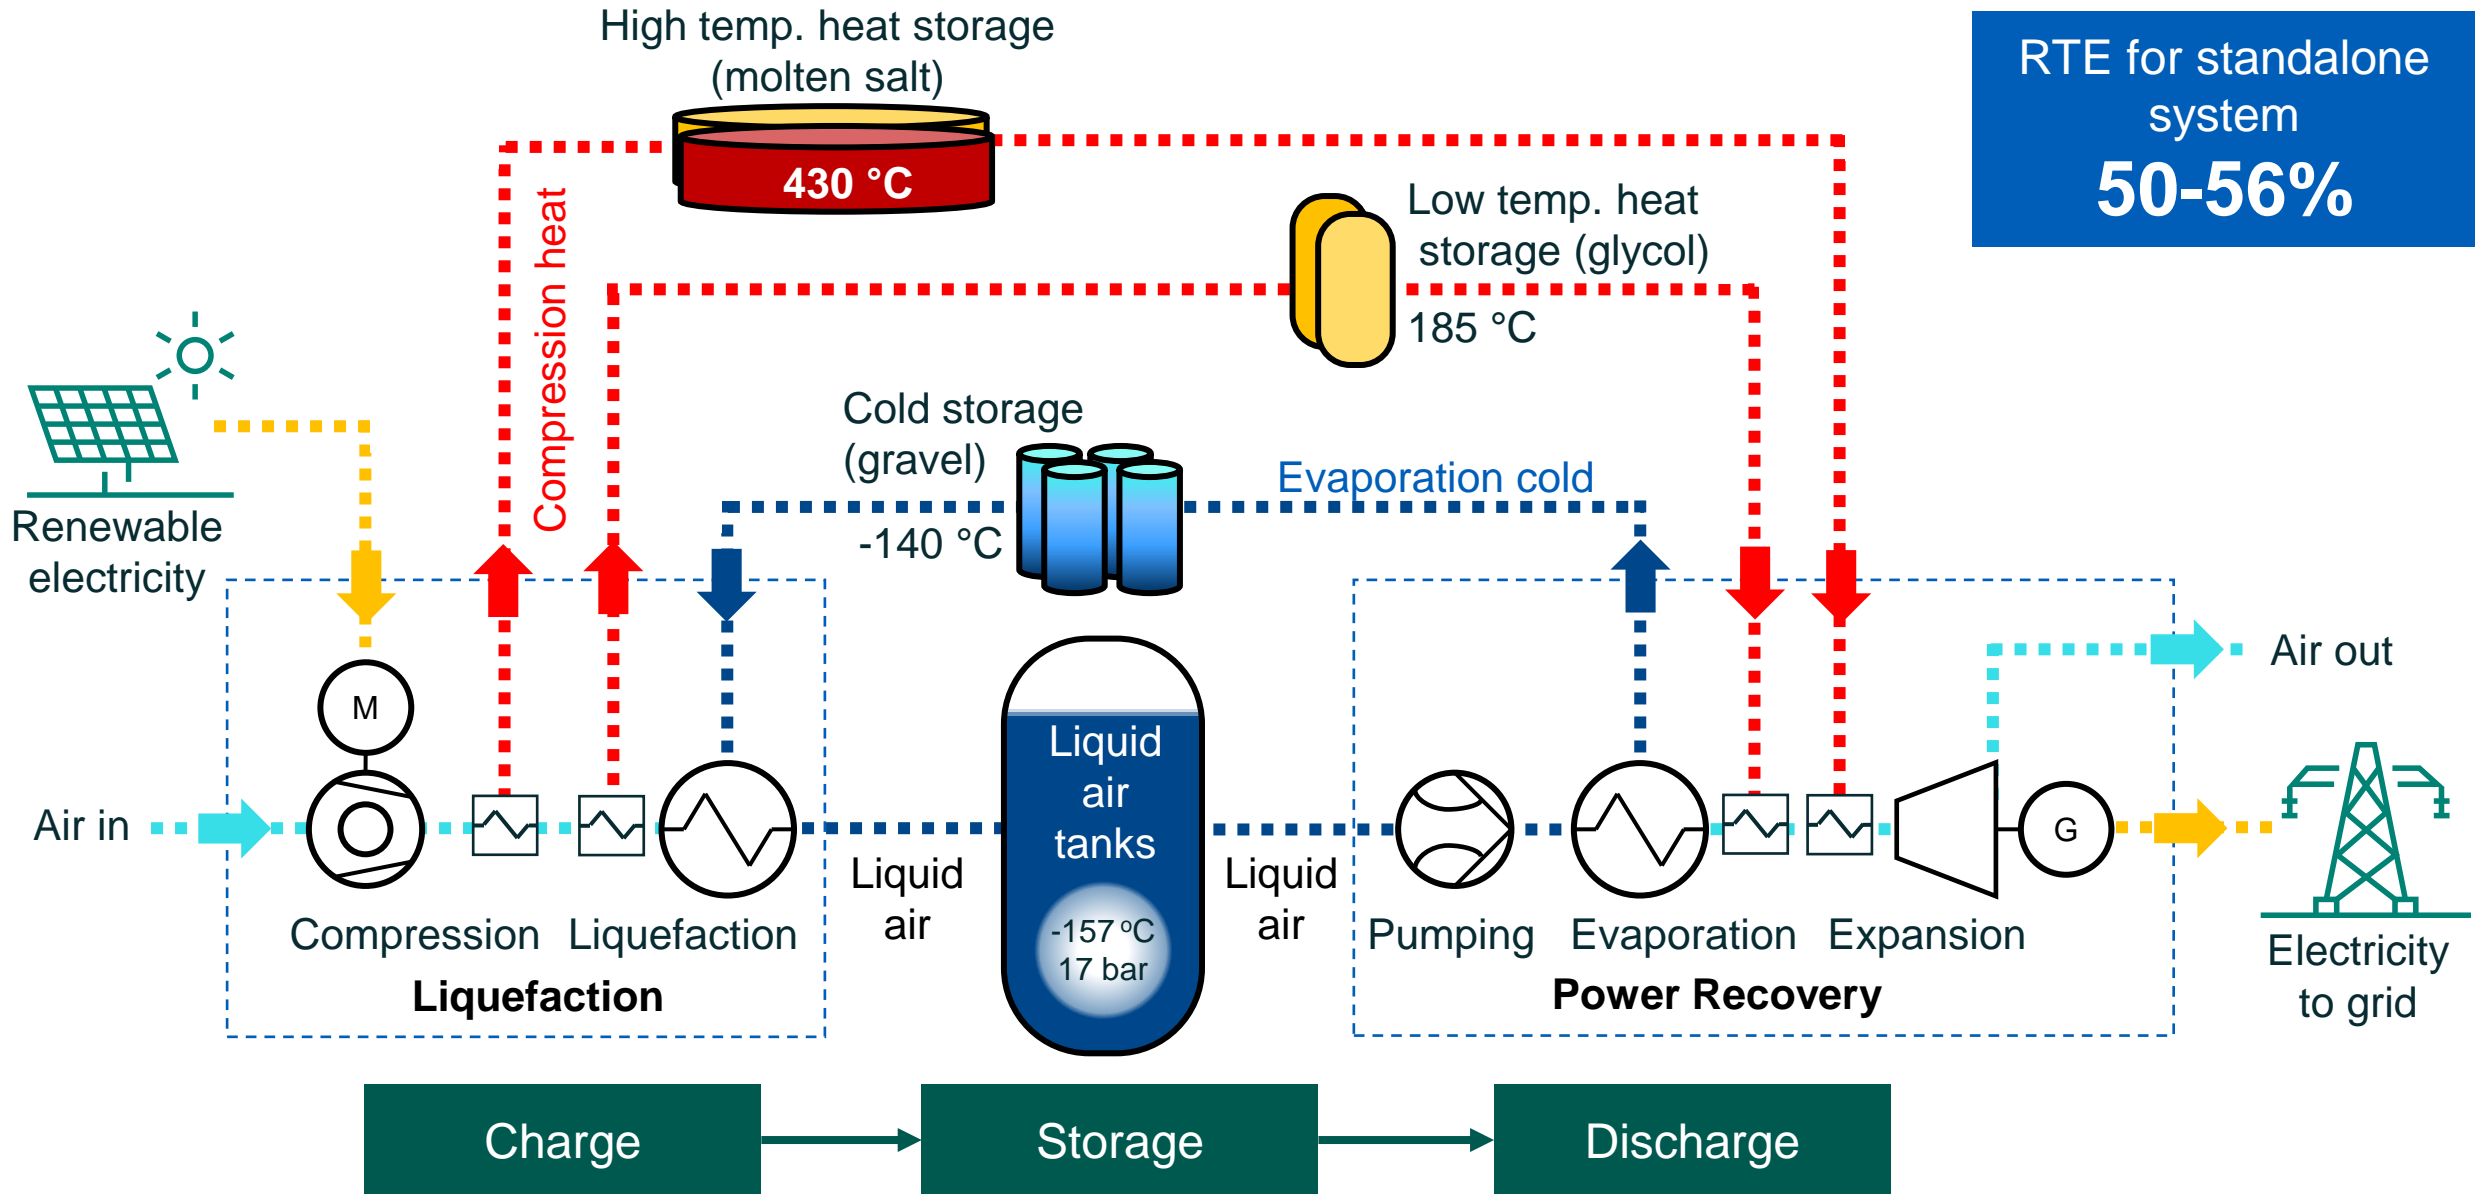 High temp. heat storage
(molten salt)
430 °C
RTE for standalone
system
50-56%
Low temp. heat
storage (glycol)
185 °C
Compression heat
Cold storage
(gravel)
-140 °C
Evaporation cold
Renewable
electricity
M
Air in
Compression
Liquefaction
Liquefaction
Liquid
air
Liquid
air
tanks
-157 °C
17 bar
Liquid
air
Pumping
Evaporation
Expansion
Power Recovery
G
Air out
Electricity
to grid
Charge
Storage
Discharge